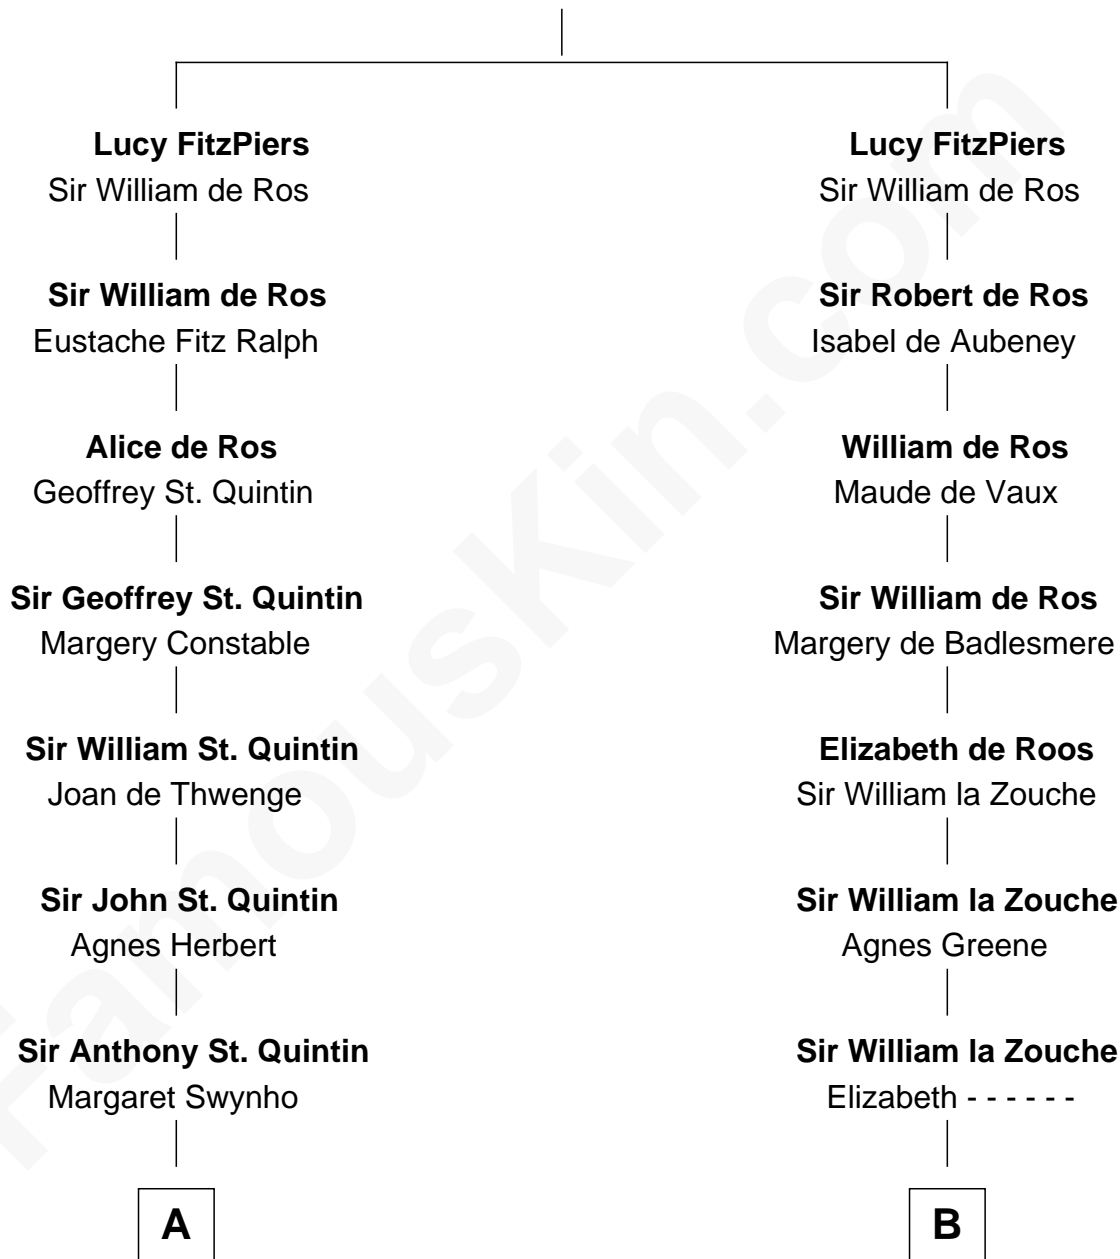 Lucy FitzPiers
Sir William de Ros
Sir William de Ros
Eustache Fitz Ralph
Alice de Ros
Geoffrey St. Quintin
Sir Geoffrey St. Quintin
Margery Constable
Sir William St. Quintin
Joan de Thwenge
Sir John St. Quintin
Agnes Herbert
Sir Anthony St. Quintin
Margaret Swynho
A
Lucy FitzPiers
Sir William de Ros
Sir Robert de Ros
Isabel de Aubeney
William de Ros
Maude de Vaux
Sir William de Ros
Margery de Badlesmere
Elizabeth de Roos
Sir William la Zouche
Sir William la Zouche
Agnes Greene
Sir William la Zouche
Elizabeth - - - - - -
B
FamousKin.com